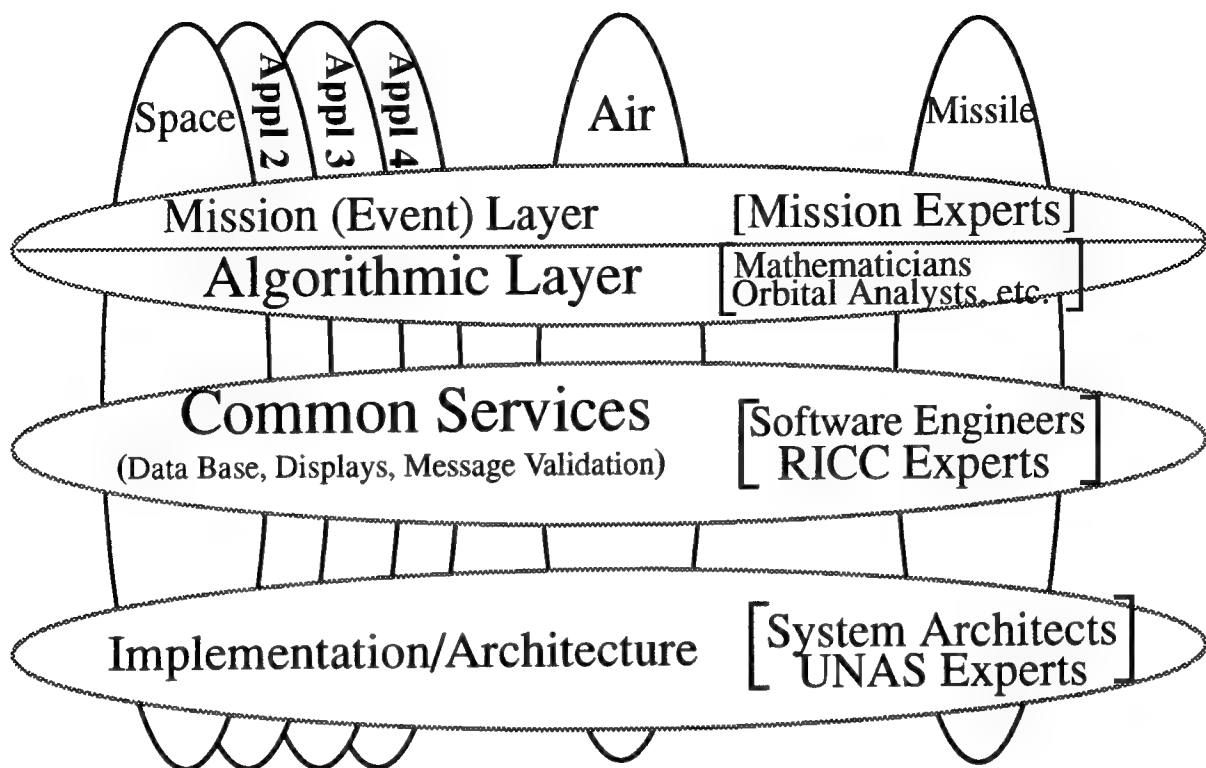 Space
Appl 2
Appl 3
Appl 4
Air
Missile
Mission (Event) Layer
[Mission Experts]
Algorithmic Layer
[Mathematicians
Orbital Analysts, etc.]
Common Services
(Data Base, Displays, Message Validation)
[Software Engineers
RICC Experts]
Implementation/Architecture
[System Architects
UNAS Experts]